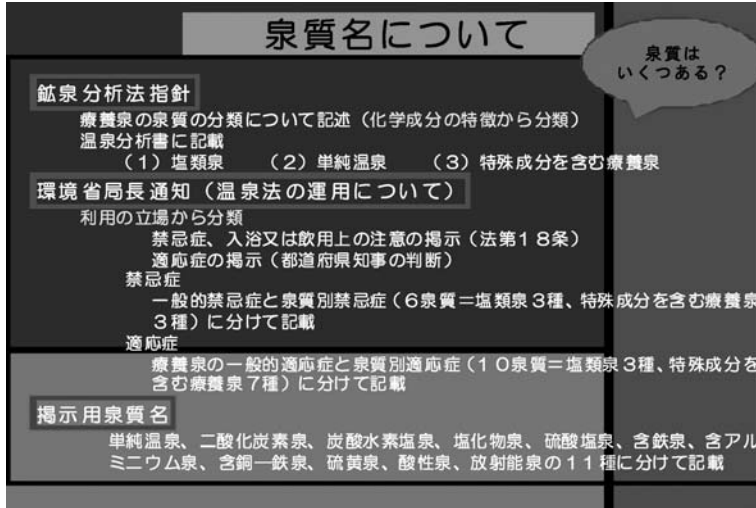 泉質名について
泉質は
いくつある？
鉱泉分析法指針
療養泉の泉質の分類について記述（化学成分の特徴から分類）
温泉分析書に記載
（１）塩類泉　　（２）単純温泉　　（３）特殊成分を含む療養泉
環境省局長通知（温泉法の運用について）
利用の立場から分類
禁忌症、入浴又は飲用上の注意の掲示（法第１８条）
適応症の掲示（都道府県知事の判断）
禁忌症
一般的禁忌症と泉質別禁忌症（６泉質＝塩類泉３種、特殊成分を含む療養泉
３種）に分けて記載
適応症
療養泉の一般的適応症と泉質別適応症（１０泉質＝塩類泉３種、特殊成分を
含む療養泉７種）に分けて記載
掲示用泉質名
単純温泉、二酸化炭素泉、炭酸水素塩泉、塩化物泉、硫酸塩泉、含鉄泉、含アル
ミニウム泉、含銅―鉄泉、硫黄泉、酸性泉、放射能泉の１１種に分けて記載